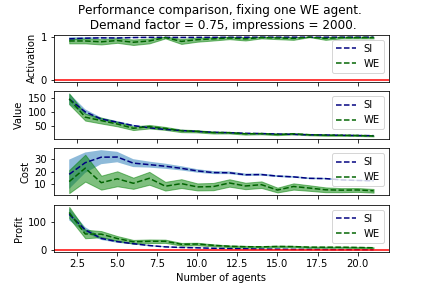 Performance comparison, fixing one WE agent.
Demand factor = 0.75, impressions = 2000.
Activation
1
0
SI
WE
Value
150
100
50
SI
WE
Cost
30
20
10
SI
WE
Profit
100
0
SI
WE
2.5 5.0 7.5 10.0 12.5 15.0 17.5 20.0
Number of agents